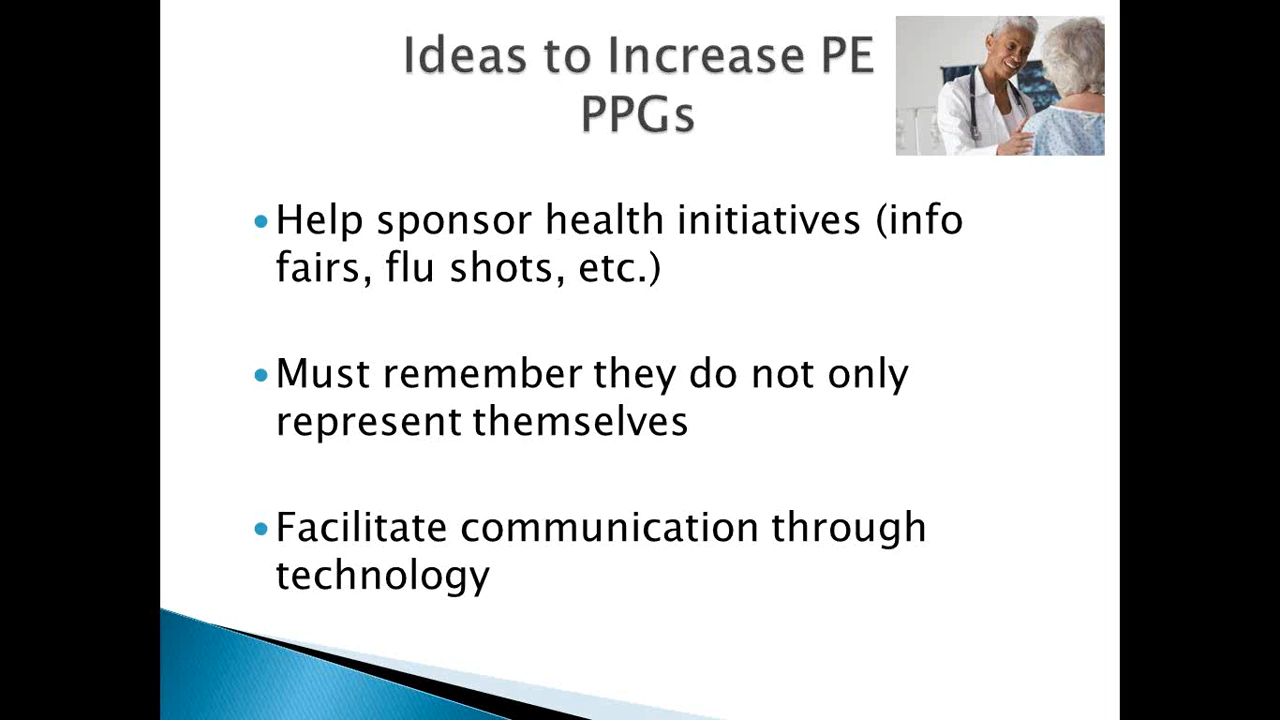 Ideas to Increase PE
PPGs
•Help sponsor health initiatives (info
fairs, flu shots, etc.)
•Must remember they do not only
represent themselves
•Facilitate communication through
technology